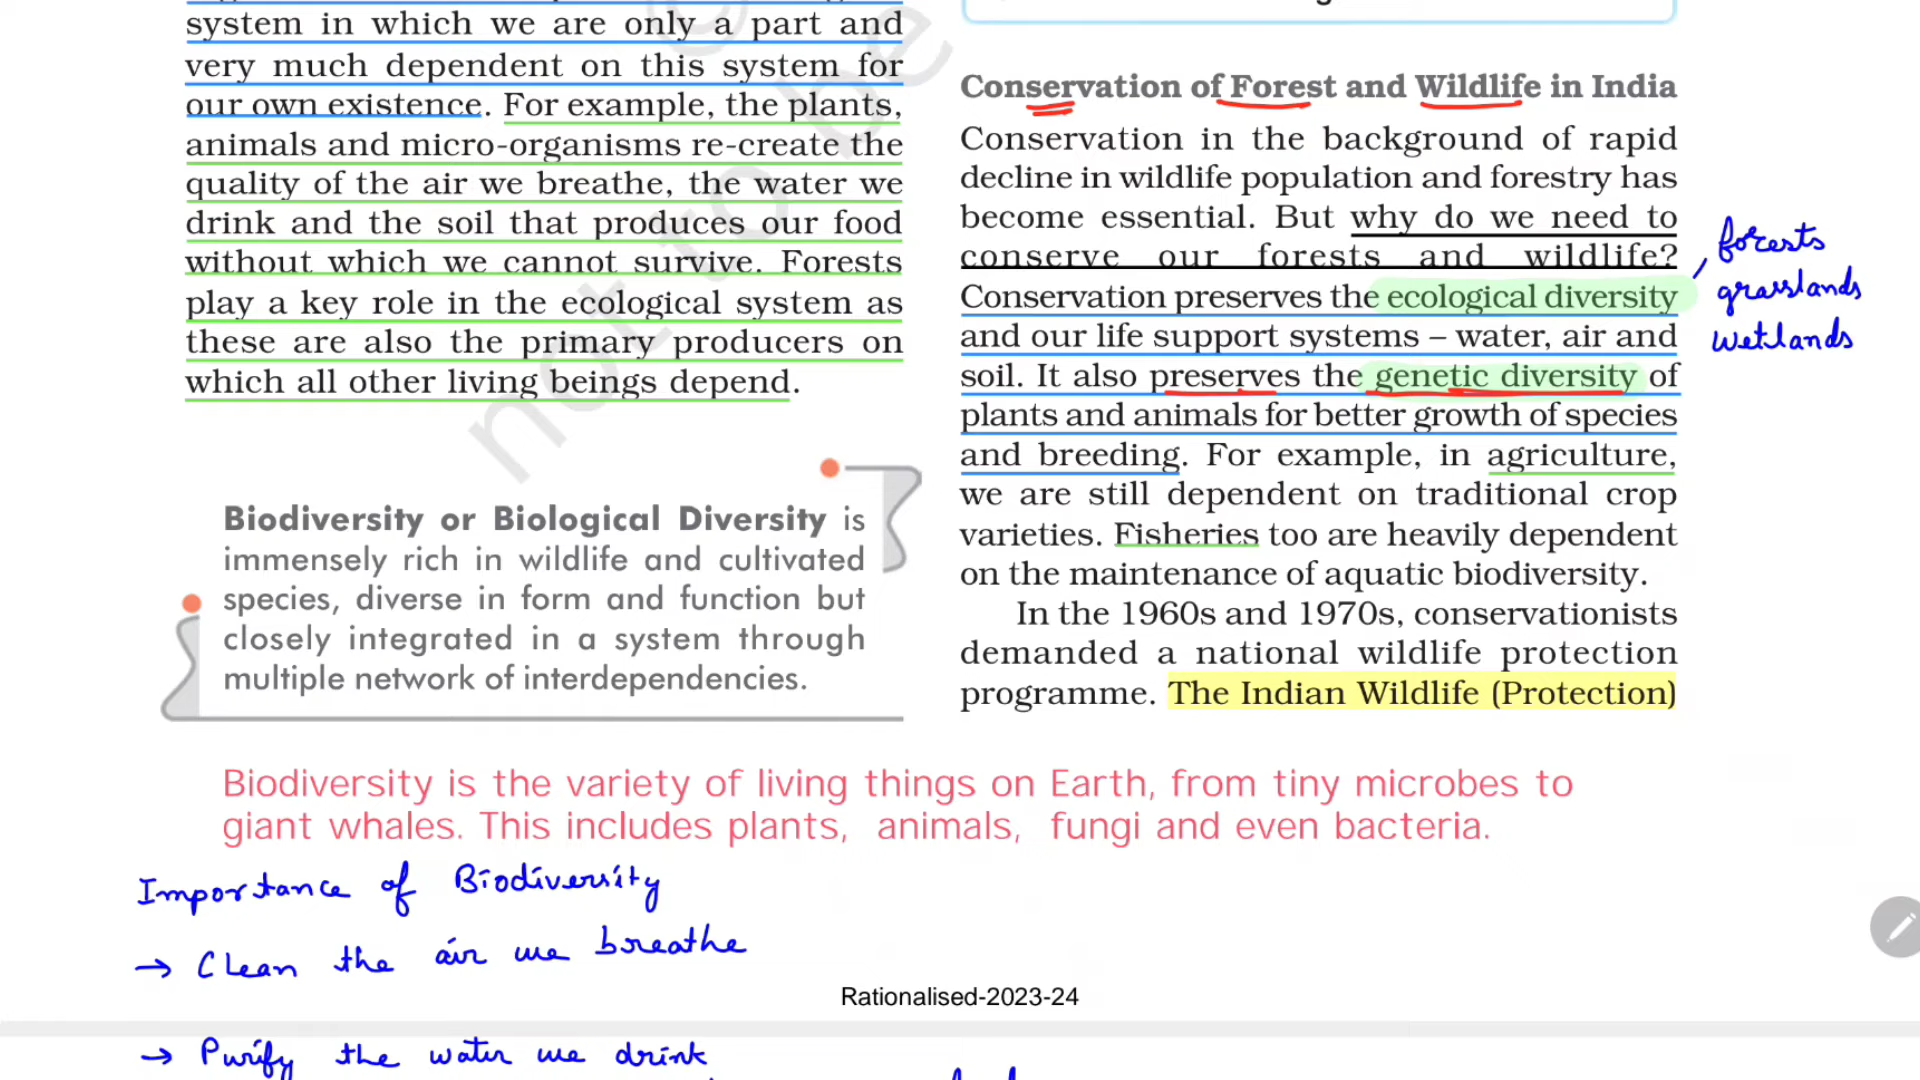 system in which we are only a part and
very much dependent on this system for
our own existence. For example, the plants,
animals and micro-organisms re-create the
quality of the air we breathe, the water we
drink and the soil that produces our food
without which we cannot survive. Forests
play a key role in the ecological system as
these are also the primary producers on
which all other living beings depend.
Biodiversity or Biological Diversity is
immensely rich in wildlife and cultivated
species, diverse in form and function but
closely integrated in a system through
multiple network of interdependencies.
Conservation of Forest and Wildlife in India
Conservation in the background of rapid
decline in wildlife population and forestry has
become essential. But why do we need to
conserve our forests and wildlife?
Conservation preserves the ecological diversity
and our life support systems – water, air and
soil. It also preserves the genetic diversity of
plants and animals for better growth of species
and breeding. For example, in agriculture,
we are still dependent on traditional crop
varieties. Fisheries too are heavily dependent
on the maintenance of aquatic biodiversity.
In the 1960s and 1970s, conservationists
demanded a national wildlife protection
programme. The Indian Wildlife (Protection)
forests
grasslands
wetlands
Biodiversity is the variety of living things on Earth, from tiny microbes to
giant whales. This includes plants, animals, fungi and even bacteria.
Importance of Biodiversity
→ Clean the air we breathe
Rationalised-2023-24
→ Purify the water we drink
not to be